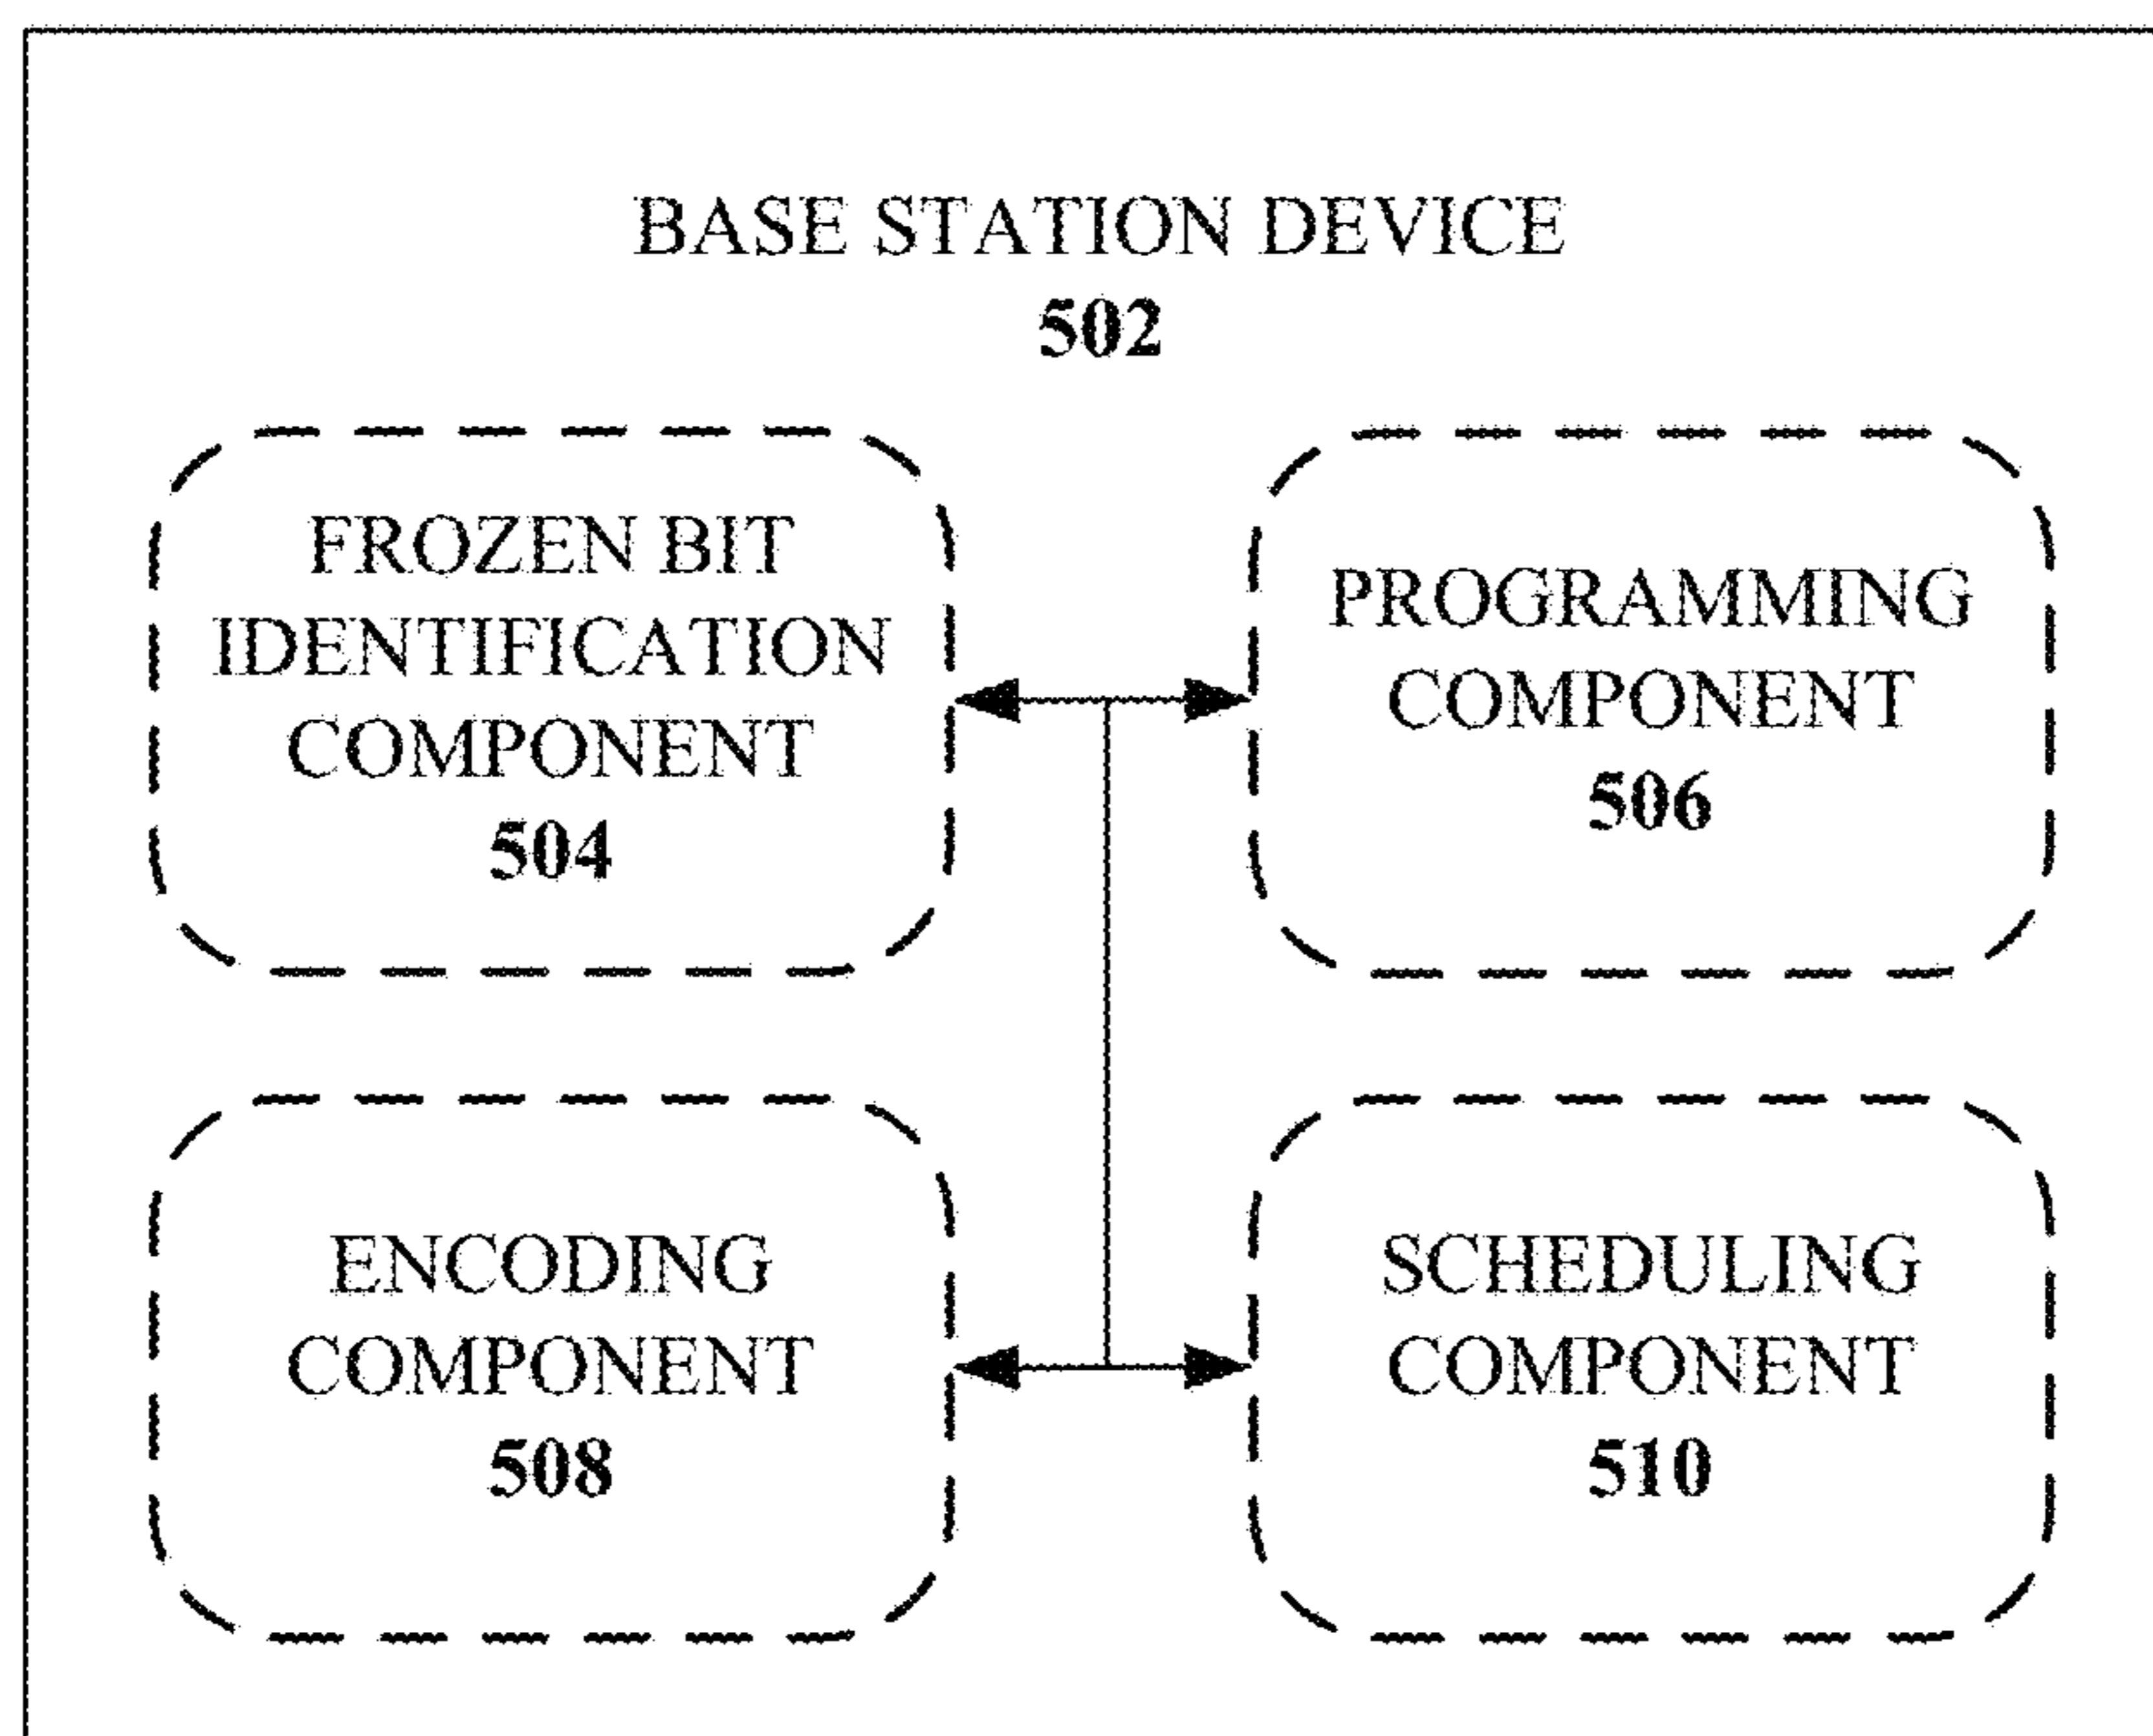 BASE STATION DEVICE
502
FROZEN BIT
IDENTIFICATION
COMPONENT
504
PROGRAMMING
COMPONENT
506
ENCODING
COMPONENT
508
SCHEDULING
COMPONENT
510